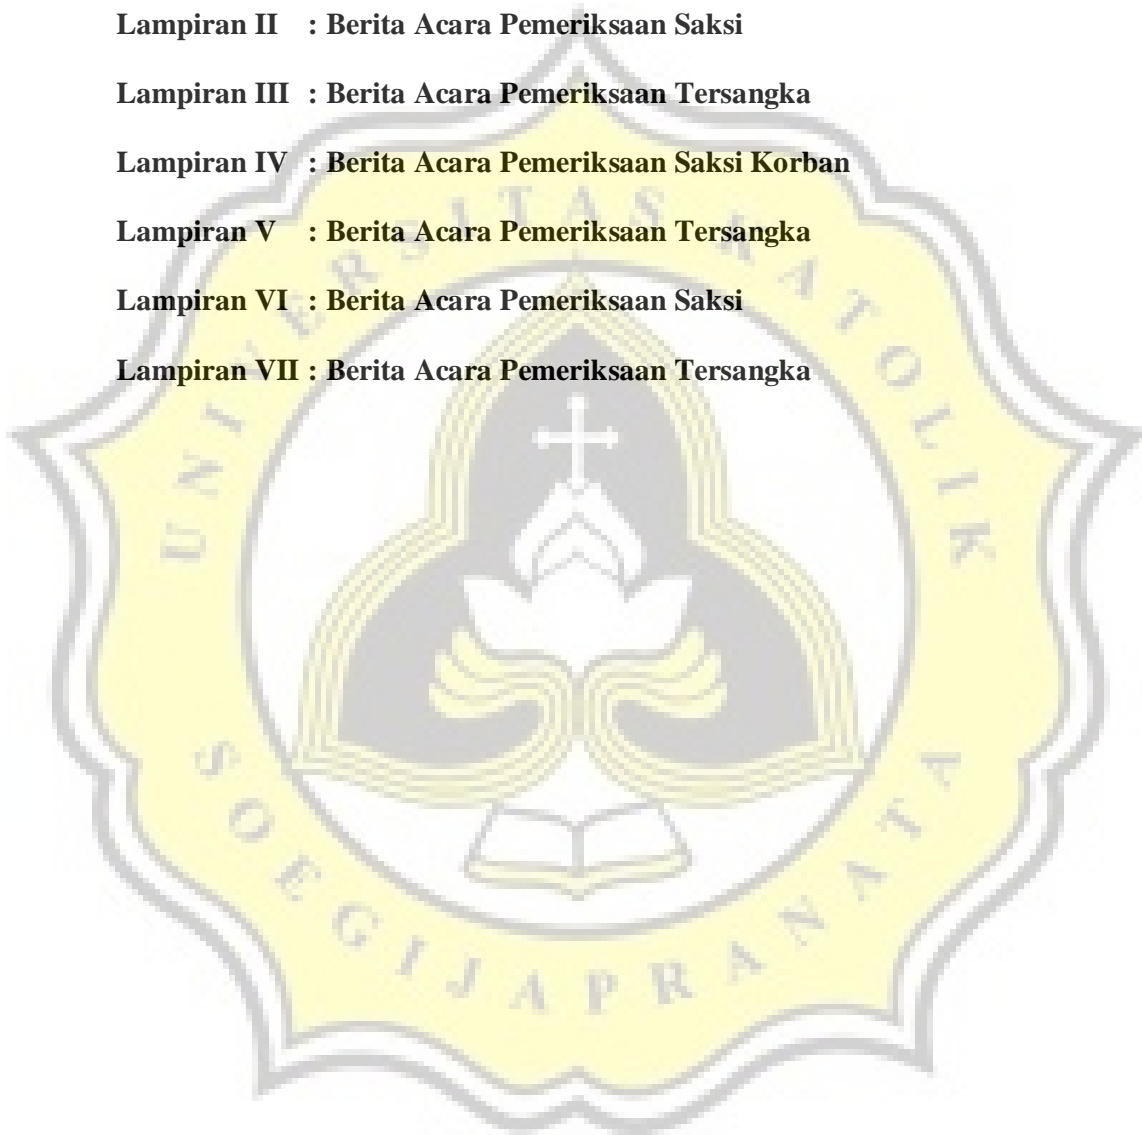 Lampiran II : Berita Acara Pemeriksaan Saksi
Lampiran III : Berita Acara Pemeriksaan Tersangka
Lampiran IV : Berita Acara Pemeriksaan Saksi Korban
Lampiran V : Berita Acara Pemeriksaan Tersangka
Lampiran VI : Berita Acara Pemeriksaan Saksi
Lampiran VII : Berita Acara Pemeriksaan Tersangka
UNIVERSITAS KATOLIK
SOEGIJAPRANATA